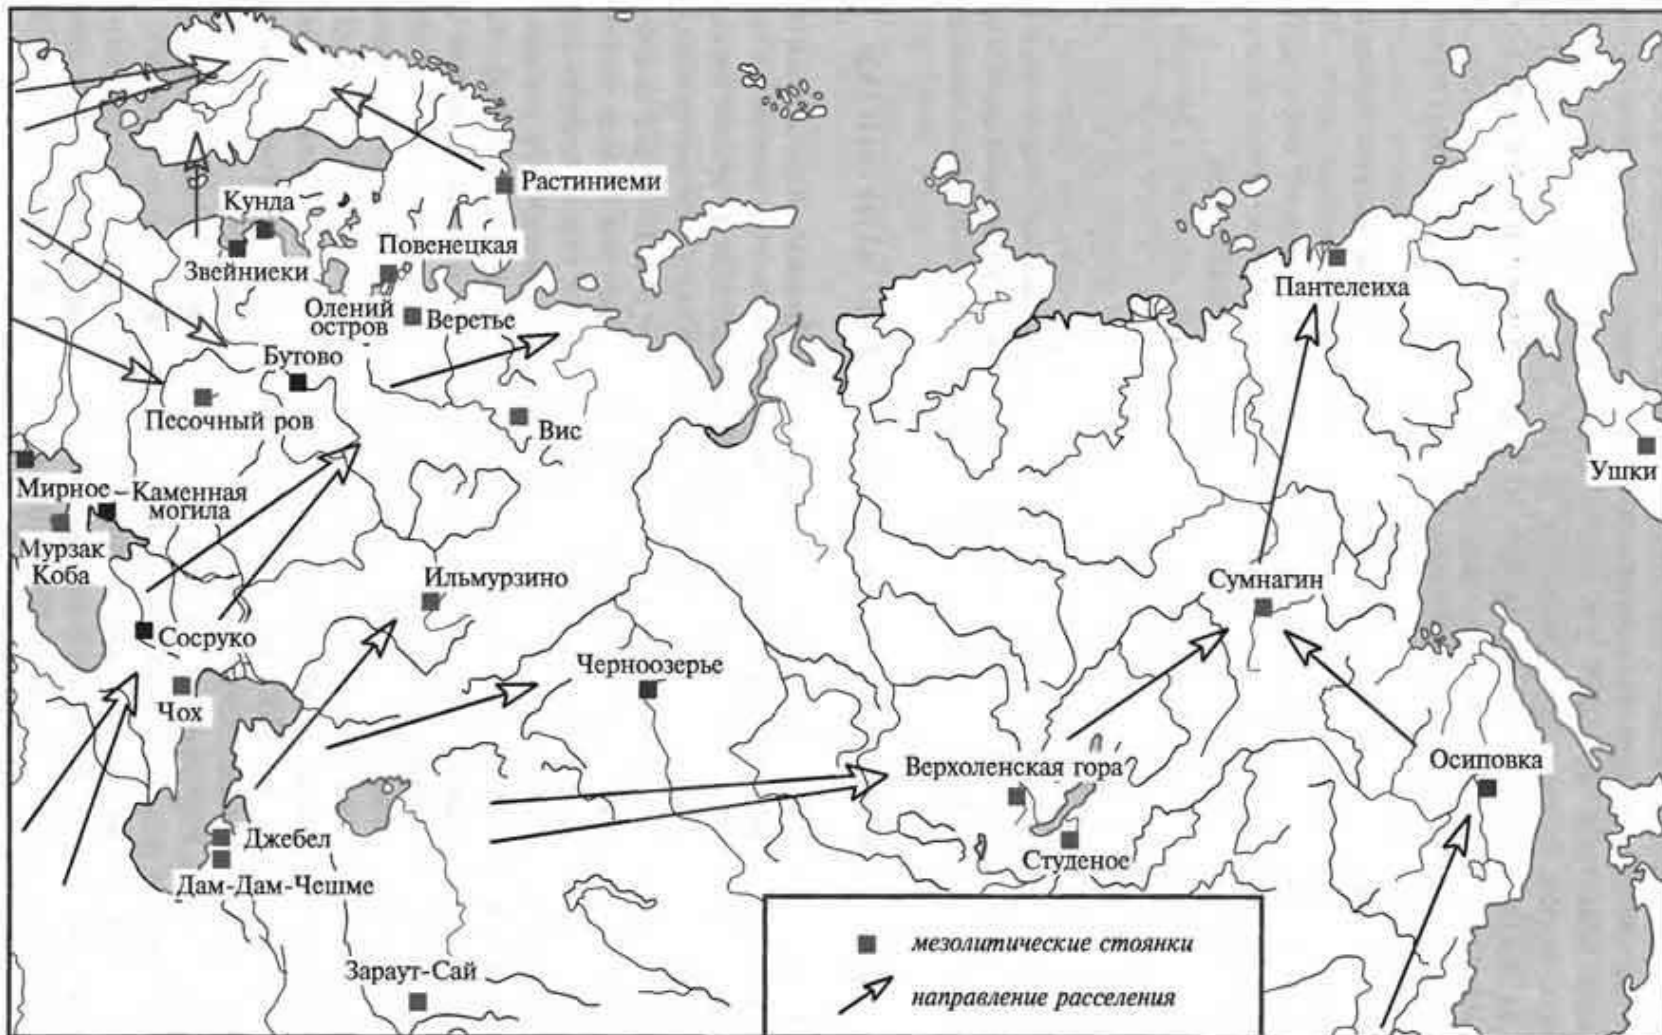 Растиниеми
Кунда
Повенецкая
Звейниеки
Пантелеиха
Олений
остров
Веретье
Бутово
Песочный ров
Вис
Ушки
Мирное
Каменная
могила
Мурзак
Коба
Ильмурзино
Сумнагин
Сосруко
Черноозерье
Чох
Верхоленская гора
Осиповка
Джебел
Студеное
Дам-Дам-Чешме
Зараут-Сай
мезолитические стоянки
направление расселения